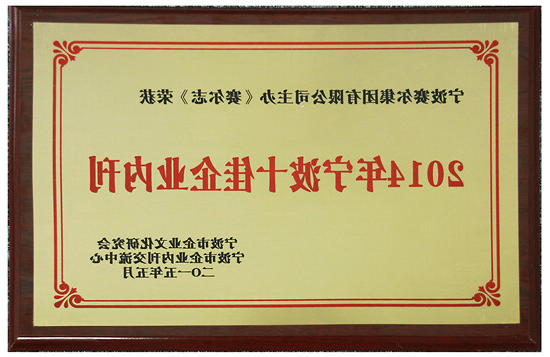 宁波赛尔集团有限公司主办《赛尔志》荣获
2014年宁波十佳企业内刊
宁波市企业文化研究会
宁波市企业内刊交流中心
二〇一五年五月